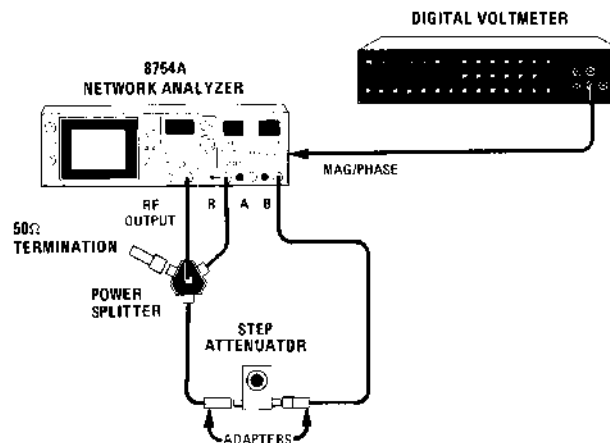 DIGITAL VOLTMETER
8754A
NETWORK ANALYZER
MAG/PHASE
RF
OUTPUT
R
A
B
50Ω
TERMINATION
POWER
SPLITTER
STEP
ATTENUATOR
ADAPTERS